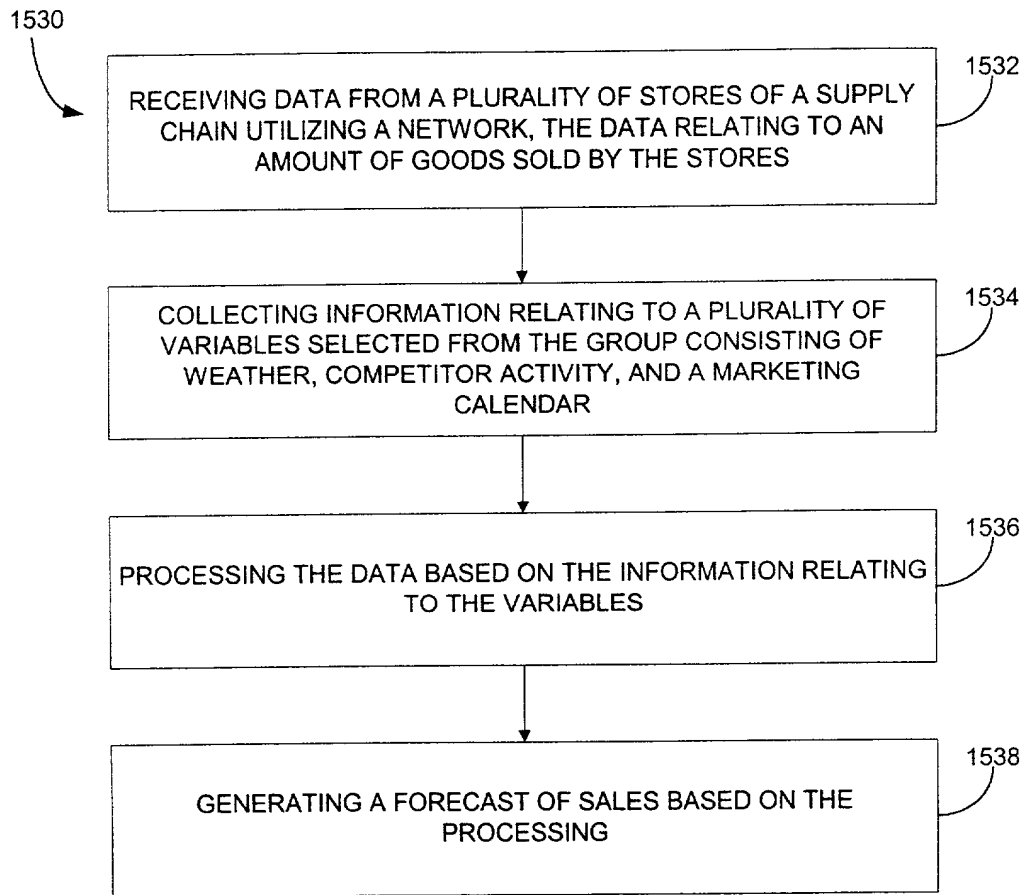 1530
1532
RECEIVING DATA FROM A PLURALITY OF STORES OF A SUPPLY
CHAIN UTILIZING A NETWORK, THE DATA RELATING TO AN
AMOUNT OF GOODS SOLD BY THE STORES
1534
COLLECTING INFORMATION RELATING TO A PLURALITY OF
VARIABLES SELECTED FROM THE GROUP CONSISTING OF
WEATHER, COMPETITOR ACTIVITY, AND A MARKETING
CALENDAR
1536
PROCESSING THE DATA BASED ON THE INFORMATION RELATING
TO THE VARIABLES
1538
GENERATING A FORECAST OF SALES BASED ON THE
PROCESSING